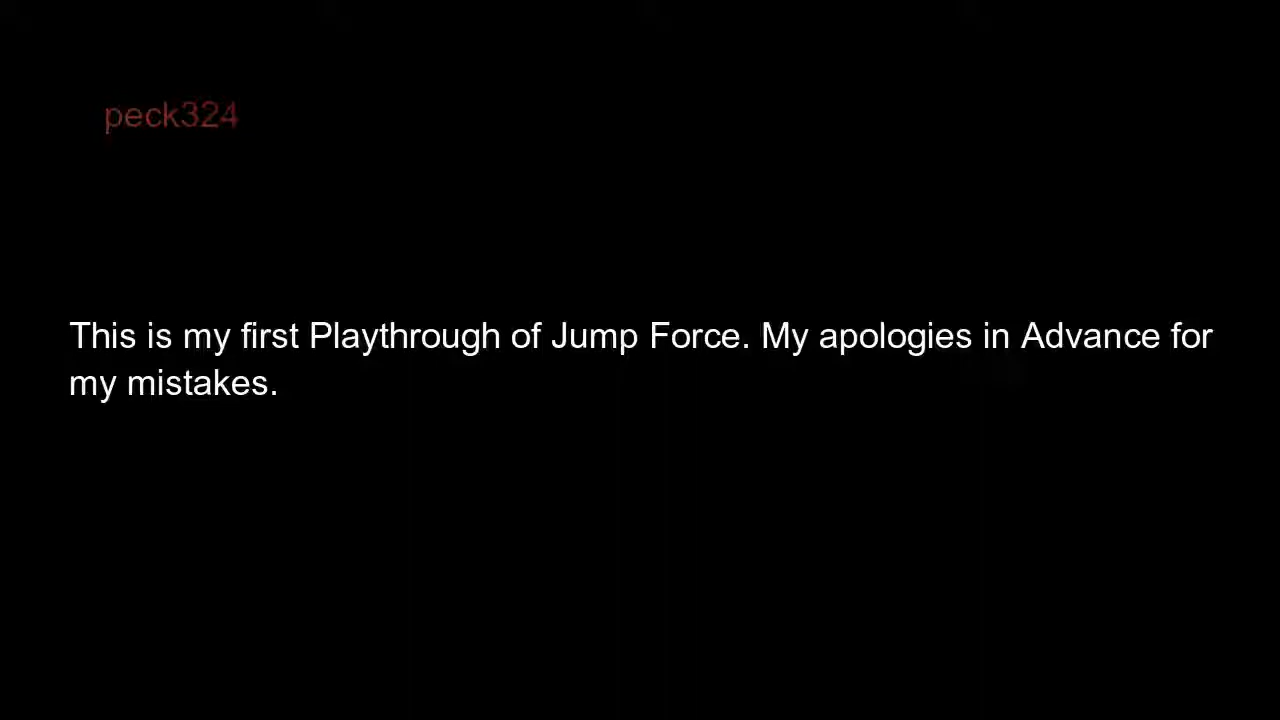 peck324
This is my first Playthrough of Jump Force. My apologies in Advance for
my mistakes.